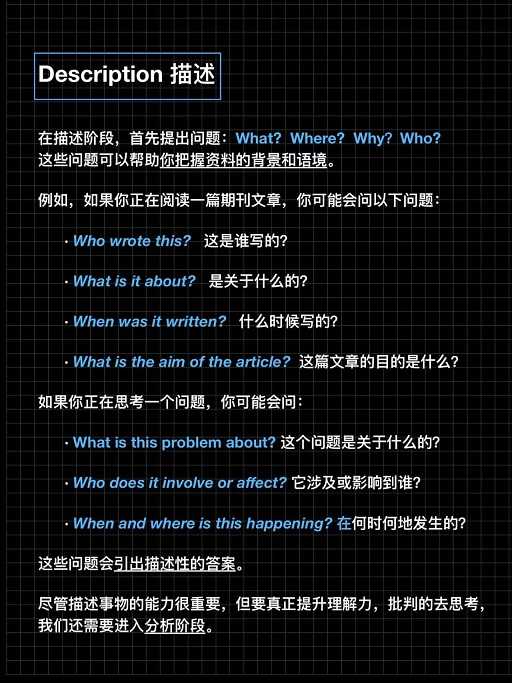 Description 描述
在描述阶段，首先提出问题：What? Where? Why? Who?
这些问题可以帮助你把握资料的背景和语境。
例如，如果你正在阅读一篇期刊文章，你可能会问以下问题：
· Who wrote this? 这是谁写的?
· What is it about? 是关于什么的?
· When was it written? 什么时候写的?
· What is the aim of the article? 这篇文章的目的是什么?
如果你正在思考一个问题，你可能会问：
· What is this problem about? 这个问题是关于什么的?
· Who does it involve or affect? 它涉及或影响到谁?
· When and where is this happening? 在何时何地发生的?
这些问题会引出描述性的答案。
尽管描述事物的能力很重要，但要真正提升理解力，批判的去思考，
我们还需要进入分析阶段。